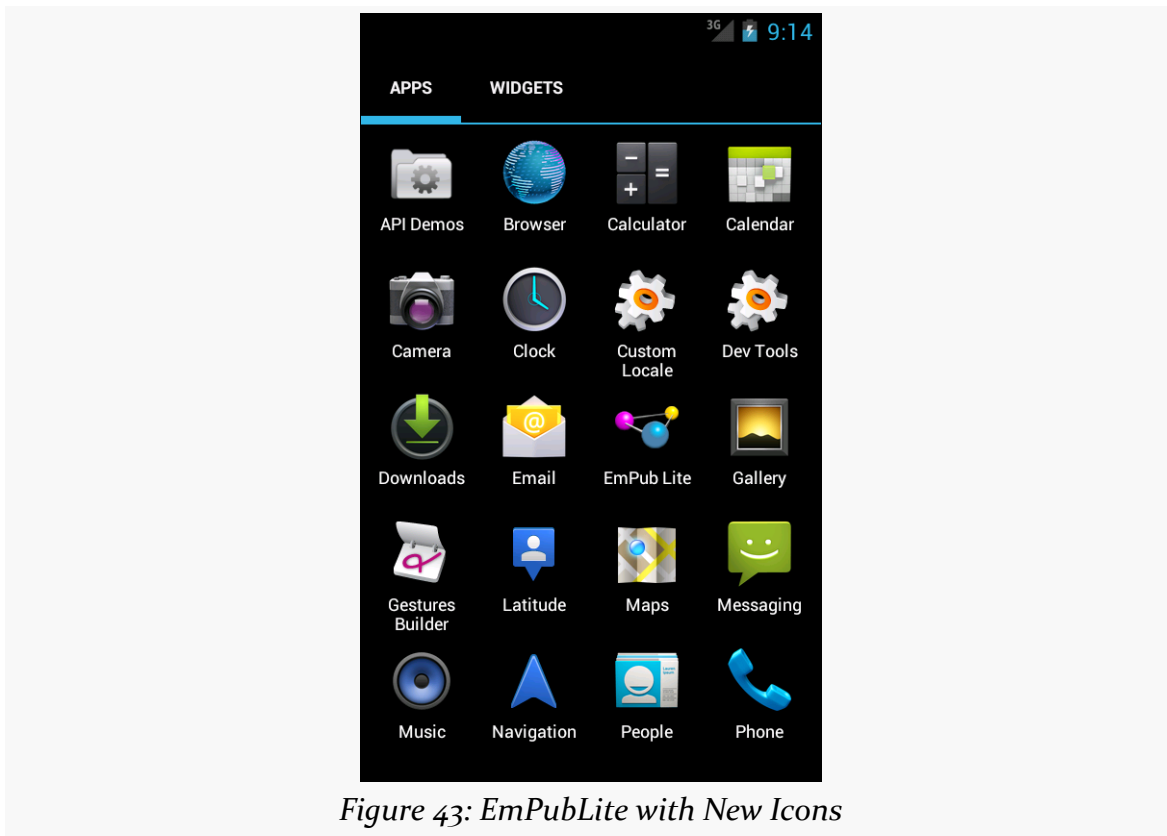 3G 9:14
APPS WIDGETS
API Demos Browser Calculator Calendar
Camera Clock Custom Locale Dev Tools
Downloads Email EmPub Lite Gallery
Gestures Builder Latitude Maps Messaging
Music Navigation People Phone
Figure 43: EmPubLite with New Icons